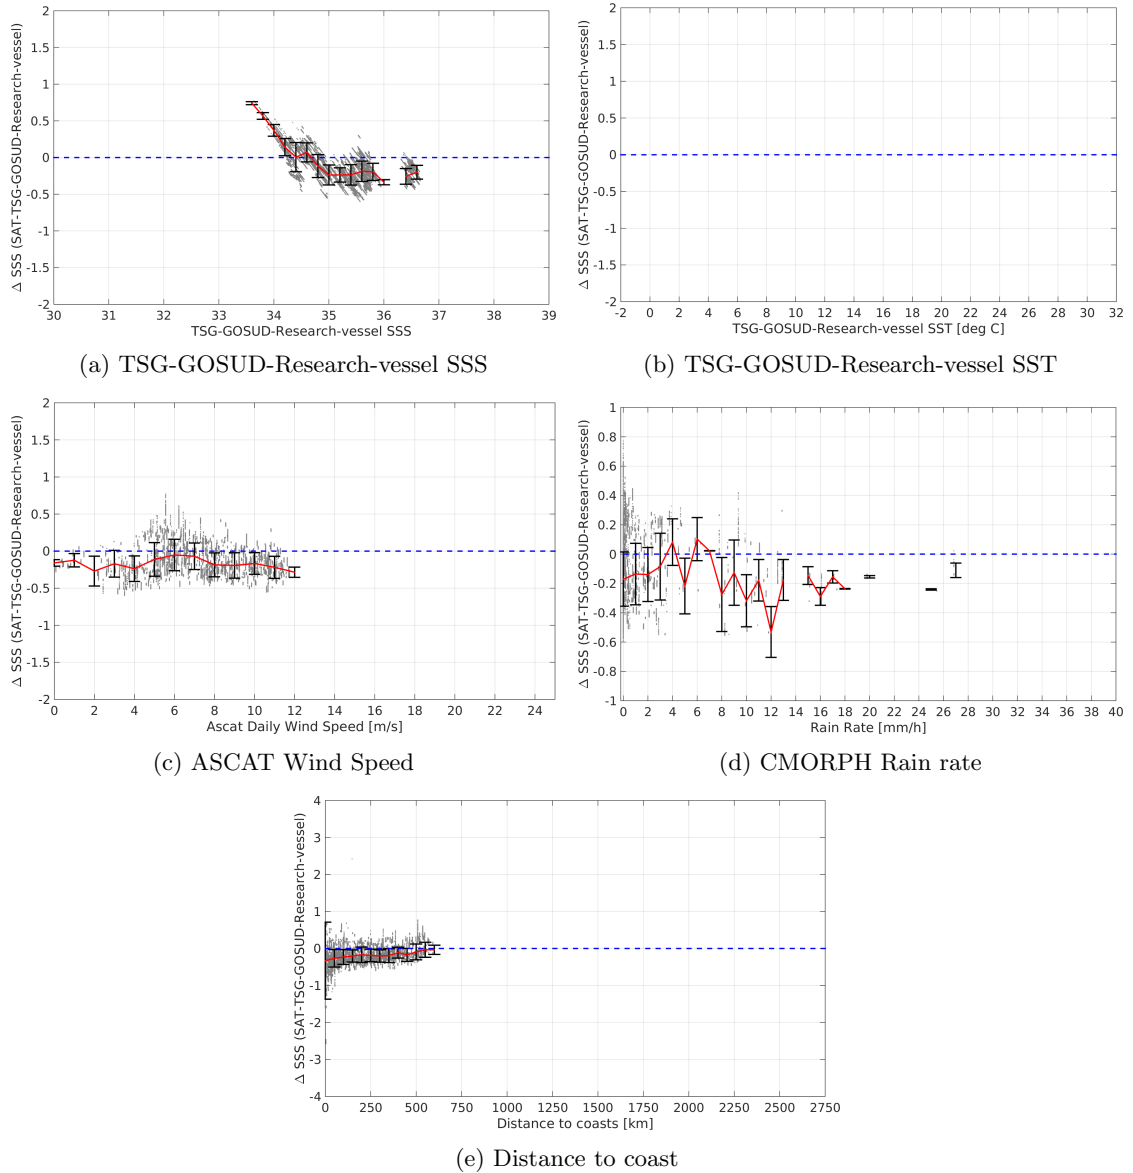 2
1.5
1
0.5
0
-0.5
-1
-1.5
-2
30 31 32 33 34 35 36 37 38 39
Δ SSS (SAT-TSG-GOSUD-Research-vessel)
TSG-GOSUD-Research-vessel SSS
(a) TSG-GOSUD-Research-vessel SSS
2
1.5
1
0.5
0
-0.5
-1
-1.5
-2
-2 0 2 4 6 8 10 12 14 16 18 20 22 24 26 28 30 32
Δ SSS (SAT-TSG-GOSUD-Research-vessel)
TSG-GOSUD-Research-vessel SST [deg C]
(b) TSG-GOSUD-Research-vessel SST
2
1.5
1
0.5
0
-0.5
-1
-1.5
-2
0 2 4 6 8 10 12 14 16 18 20 22 24
Δ SSS (SAT-TSG-GOSUD-Research-vessel)
Ascat Daily Wind Speed [m/s]
(c) ASCAT Wind Speed
1
0.8
0.6
0.4
0.2
0
-0.2
-0.4
-0.6
-0.8
-1
0 2 4 6 8 10 12 14 16 18 20 22 24 26 28 30 32 34 36 38 40
Δ SSS (SAT-TSG-GOSUD-Research-vessel)
Rain Rate [mm/h]
(d) CMORPH Rain rate
4
3
2
1
0
-1
-2
-3
-4
0 250 500 750 1000 1250 1500 1750 2000 2250 2500 2750
Δ SSS (SAT-TSG-GOSUD-Research-vessel)
Distance to coasts [km]
(e) Distance to coast